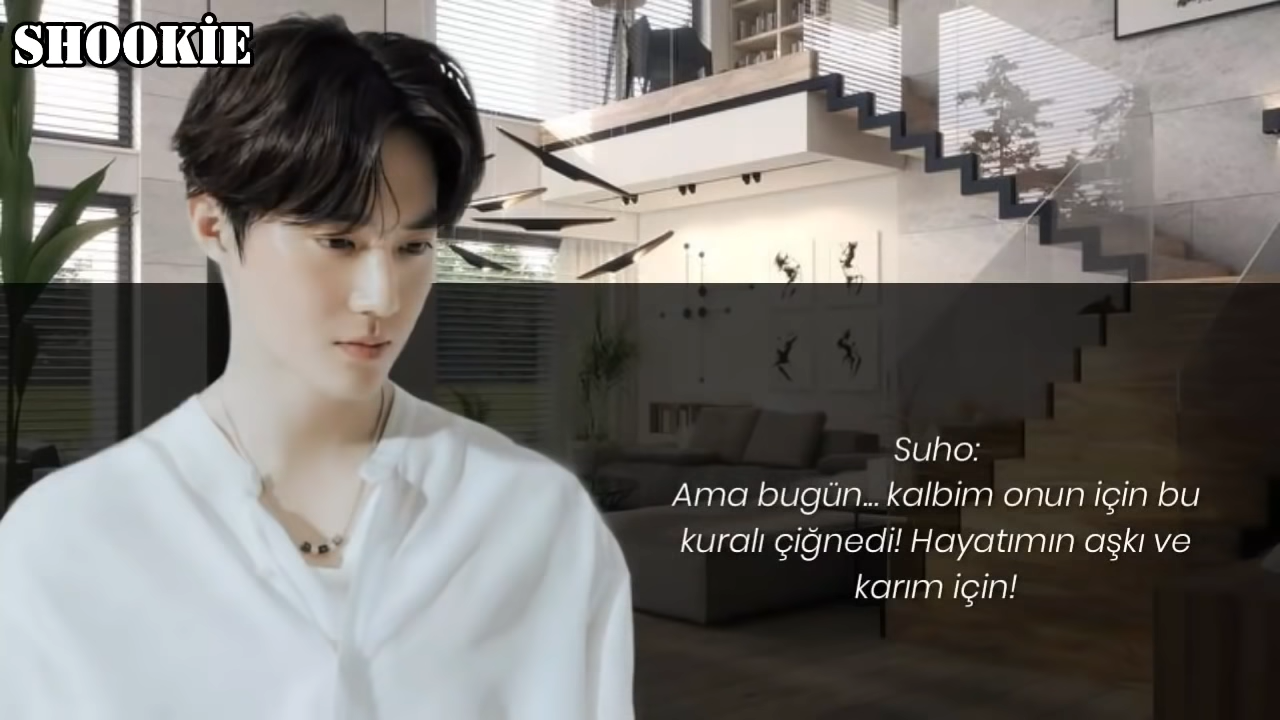 SHOOKİE
Suho:
Ama bugün... kalbim onun için bu
kuralı çiğnedi! Hayatımın aşkı ve
karım için!